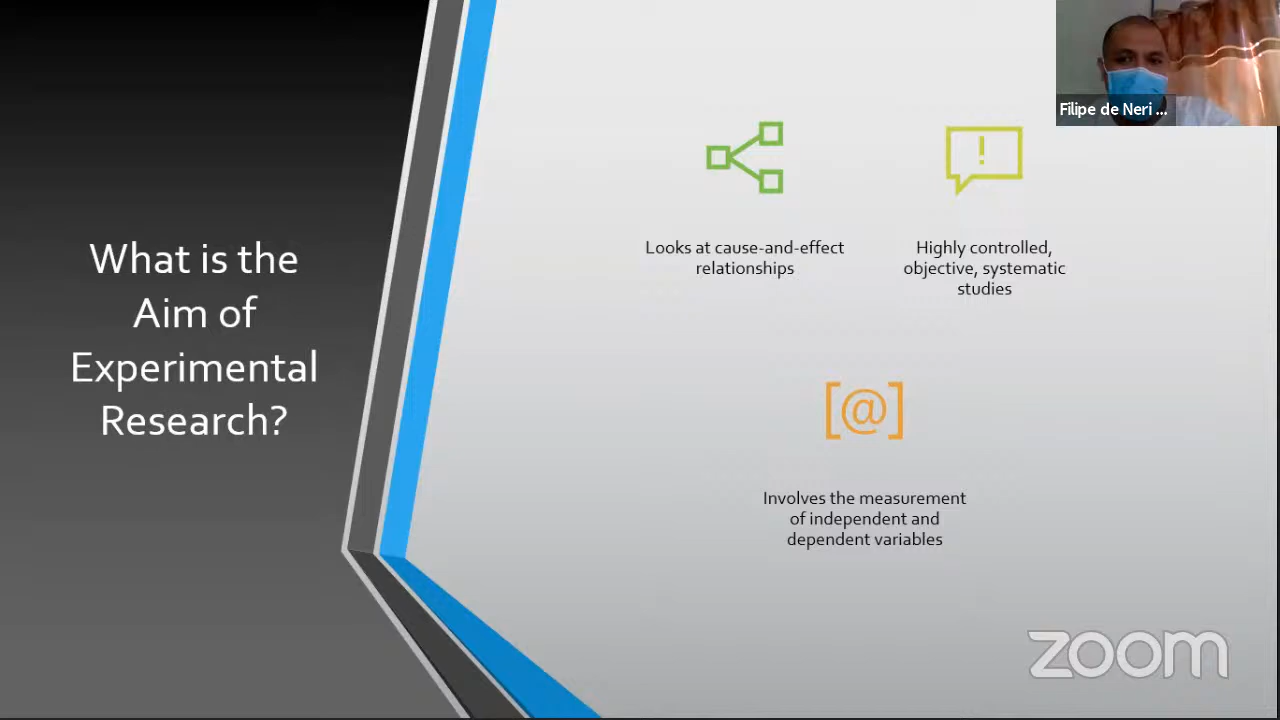 What is the
Aim of
Experimental
Research?
Looks at cause-and-effect
relationships
Highly controlled,
objective, systematic
studies
[@]
Involves the measurement
of independent and
dependent variables
Filipe de Neri ...
zoom